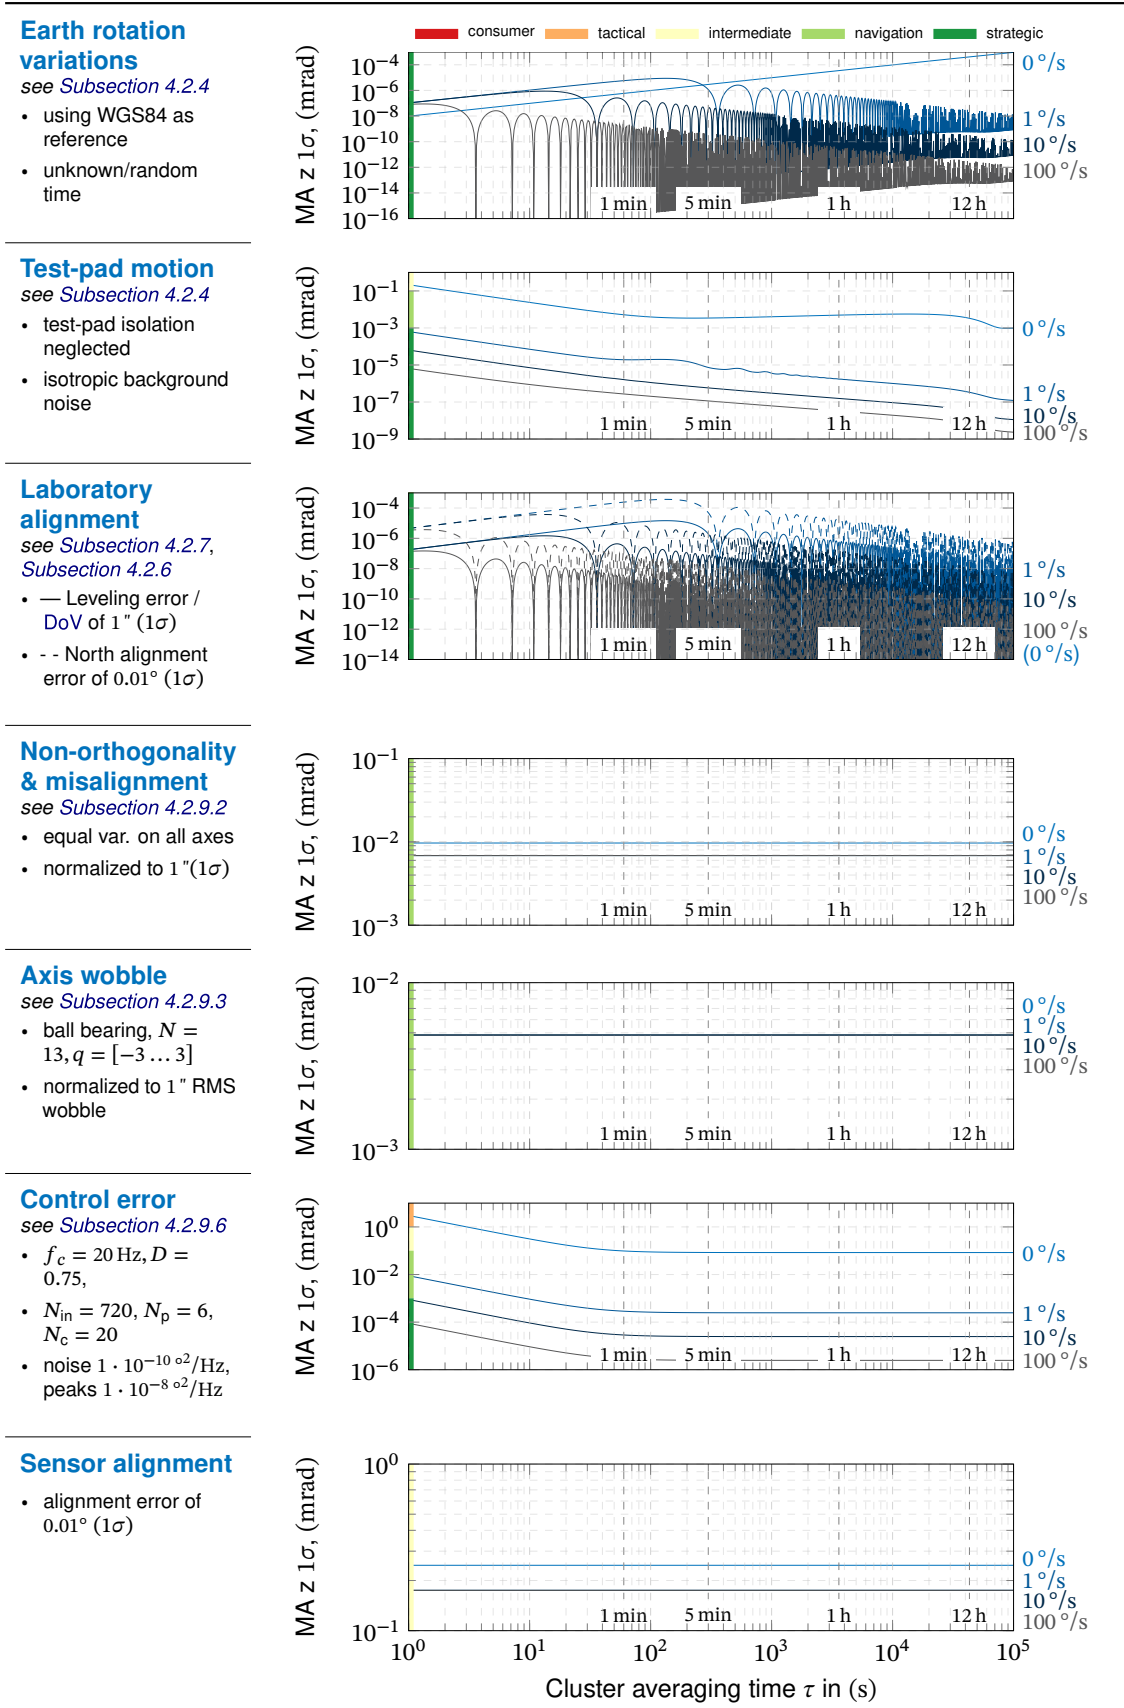 Earth rotation
variations
see Subsection 4.2.4
• using WGS84 as
reference
• unknown/random
time
consumer tactical intermediate navigation strategic
MA z 1σ, (mrad)
10⁻⁴
10⁻⁶
10⁻⁸
10⁻¹⁰
10⁻¹²
10⁻¹⁴
10⁻¹⁶
1 min 5 min 1 h 12 h
0 °/s
1 °/s
10 °/s
100 °/s
Test-pad motion
see Subsection 4.2.4
• test-pad isolation
neglected
• isotropic background
noise
MA z 1σ, (mrad)
10⁻¹
10⁻³
10⁻⁵
10⁻⁷
10⁻⁹
1 min 5 min 1 h 12 h
0 °/s
1 °/s
10 °/s
100 °/s
Laboratory
alignment
see Subsection 4.2.7,
Subsection 4.2.6
• — Leveling error /
DoV of 1 ″ (1σ)
• - - North alignment
error of 0.01° (1σ)
MA z 1σ, (mrad)
10⁻⁴
10⁻⁶
10⁻⁸
10⁻¹⁰
10⁻¹²
10⁻¹⁴
1 min 5 min 1 h 12 h
1 °/s
10 °/s
100 °/s
(0 °/s)
Non-orthogonality
& misalignment
see Subsection 4.2.9.2
• equal var. on all axes
• normalized to 1 ″(1σ)
MA z 1σ, (mrad)
10⁻¹
10⁻²
10⁻³
1 min 5 min 1 h 12 h
0 °/s
1 °/s
10 °/s
100 °/s
Axis wobble
see Subsection 4.2.9.3
• ball bearing, N =
13, q = [−3 … 3]
• normalized to 1 ″ RMS
wobble
MA z 1σ, (mrad)
10⁻²
10⁻³
1 min 5 min 1 h 12 h
0 °/s
1 °/s
10 °/s
100 °/s
Control error
see Subsection 4.2.9.6
• f_c = 20 Hz, D =
0.75,
• N_in = 720, N_p = 6,
N_c = 20
• noise 1 · 10⁻¹⁰ °²/Hz,
peaks 1 · 10⁻⁸ °²/Hz
MA z 1σ, (mrad)
10⁰
10⁻²
10⁻⁴
10⁻⁶
1 min 5 min 1 h 12 h
0 °/s
1 °/s
10 °/s
100 °/s
Sensor alignment
• alignment error of
0.01° (1σ)
MA z 1σ, (mrad)
10⁰
10⁻¹
1 min 5 min 1 h 12 h
0 °/s
1 °/s
10 °/s
100 °/s
10⁰ 10¹ 10² 10³ 10⁴ 10⁵
Cluster averaging time τ in (s)